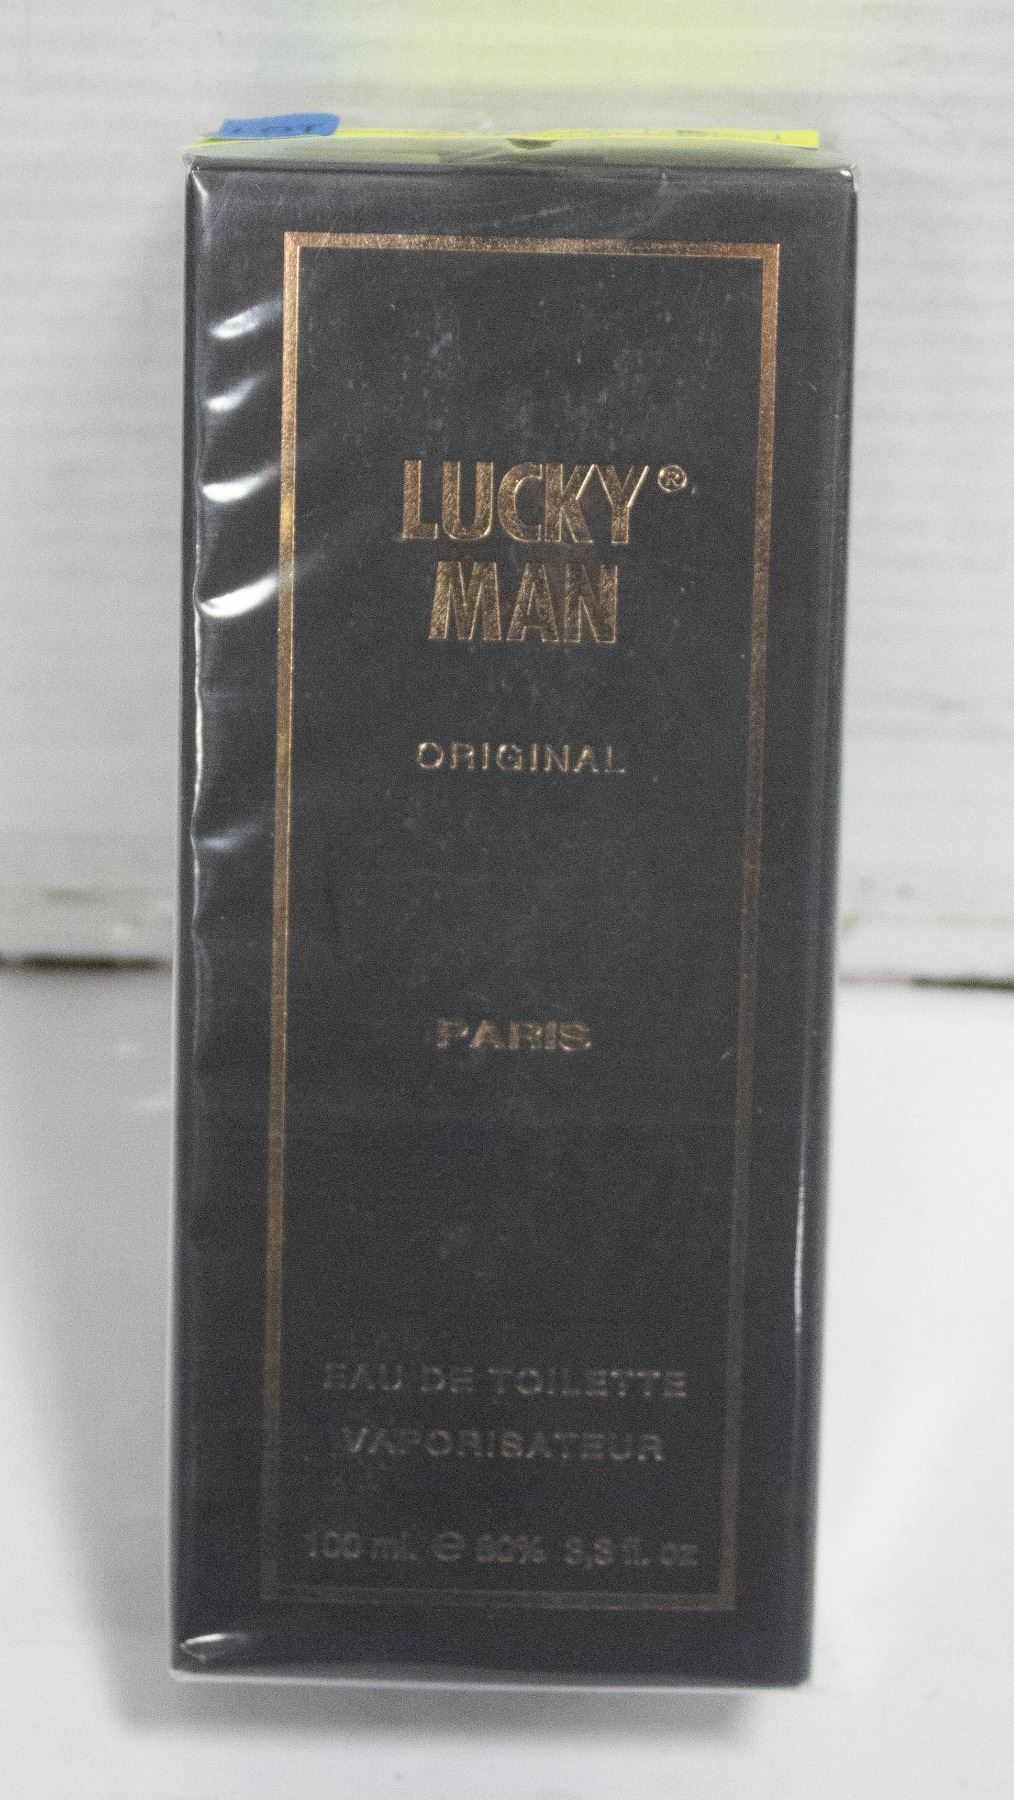 LUCKY®
MAN
ORIGINAL
PARIS
EAU DE TOILETTE
VAPORISATEUR
100 ml. ℮ 80% 3,3 fl. oz